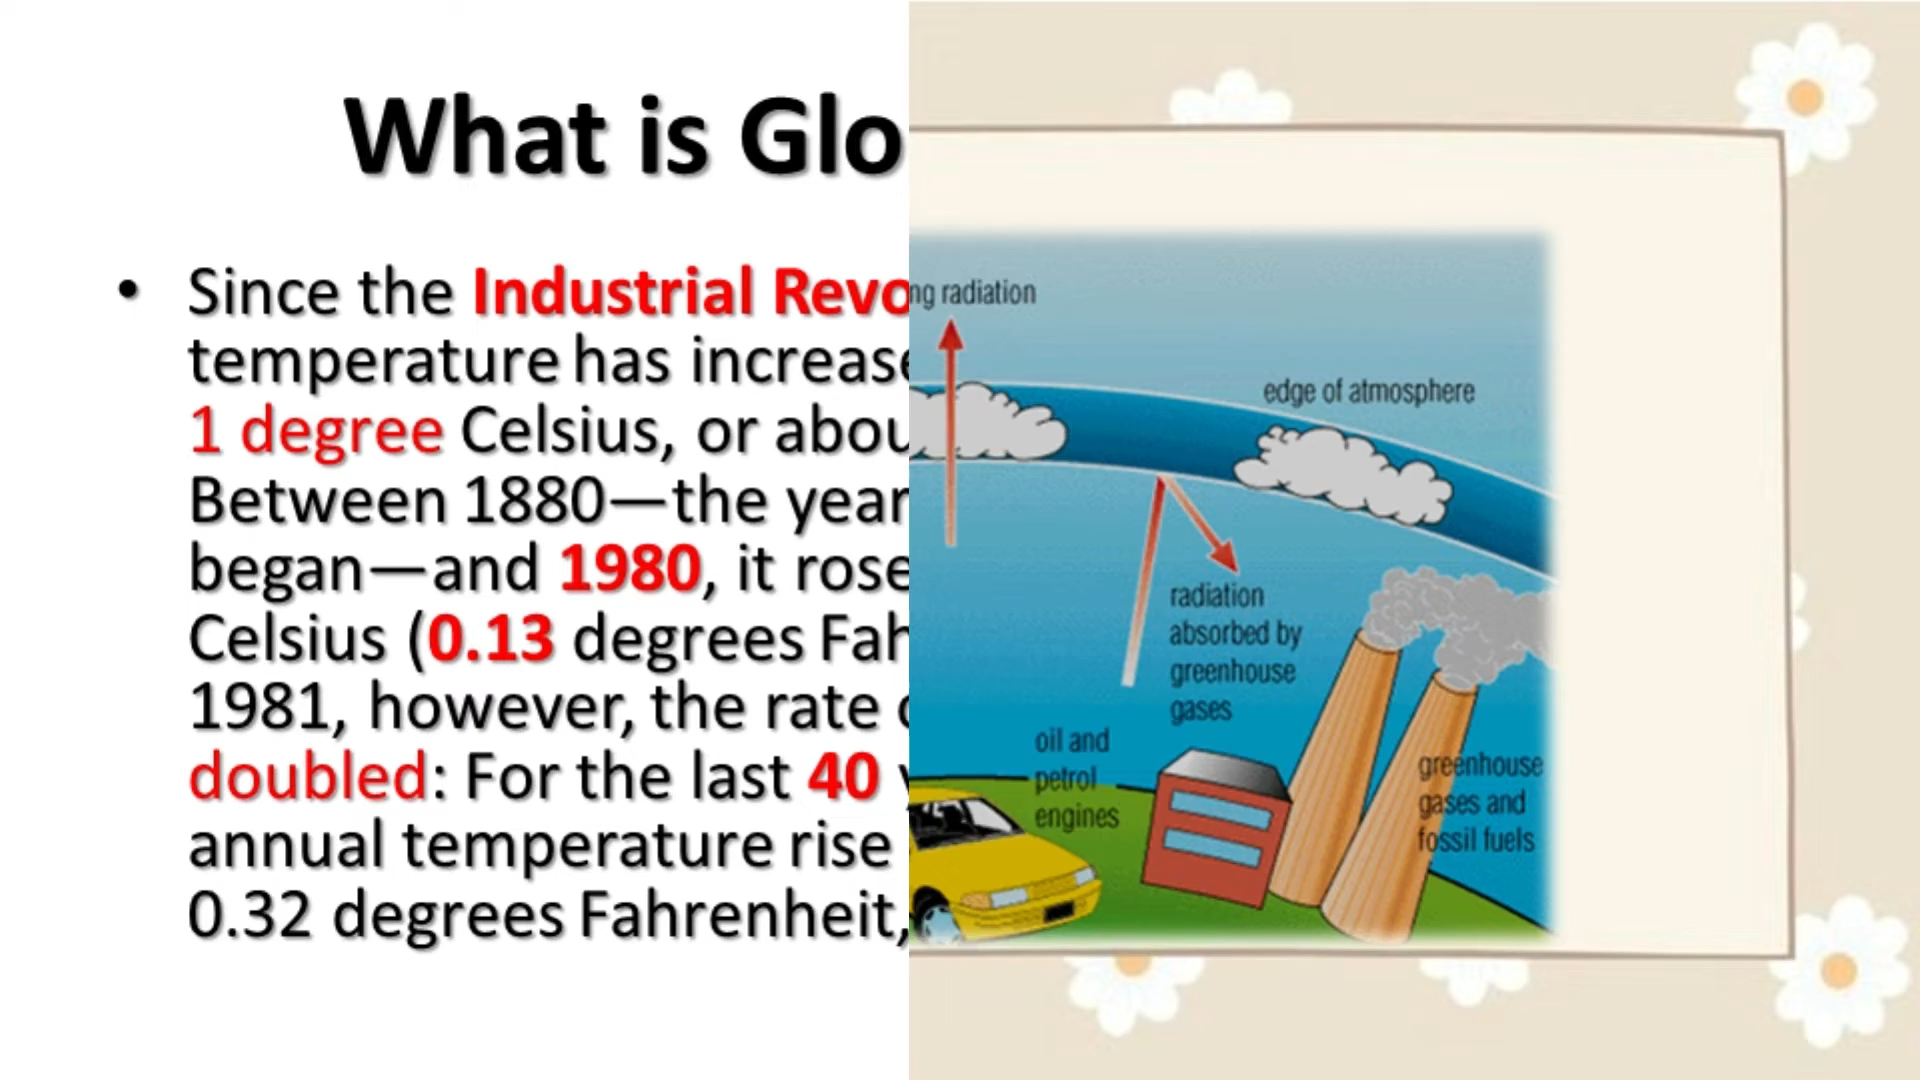 What is Glo
• Since the Industrial Revo
temperature has increase
1 degree Celsius, or abou
Between 1880—the year
began—and 1980, it rose
Celsius (0.13 degrees Fah
1981, however, the rate
doubled: For the last 40
annual temperature rise
0.32 degrees Fahrenheit,
ng radiation
edge of atmosphere
radiation
absorbed by
greenhouse
gases
oil and
petrol
engines
greenhouse
gases and
fossil fuels